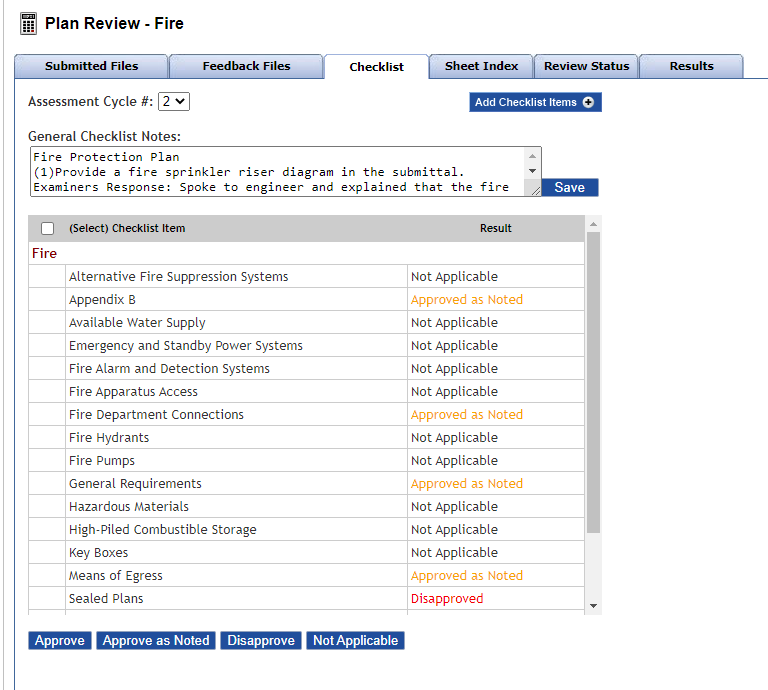 Plan Review - Fire
Submitted Files Feedback Files Checklist Sheet Index Review Status Results
Assessment Cycle #: 2 Add Checklist Items
General Checklist Notes:
Fire Protection Plan
(1)Provide a fire sprinkler riser diagram in the submittal.
Examiners Response: Spoke to engineer and explained that the fire
Save
(Select) Checklist Item Result
Fire
Alternative Fire Suppression Systems Not Applicable
Appendix B Approved as Noted
Available Water Supply Not Applicable
Emergency and Standby Power Systems Not Applicable
Fire Alarm and Detection Systems Not Applicable
Fire Apparatus Access Not Applicable
Fire Department Connections Approved as Noted
Fire Hydrants Not Applicable
Fire Pumps Not Applicable
General Requirements Approved as Noted
Hazardous Materials Not Applicable
High-Piled Combustible Storage Not Applicable
Key Boxes Not Applicable
Means of Egress Approved as Noted
Sealed Plans Disapproved
Approve Approve as Noted Disapprove Not Applicable